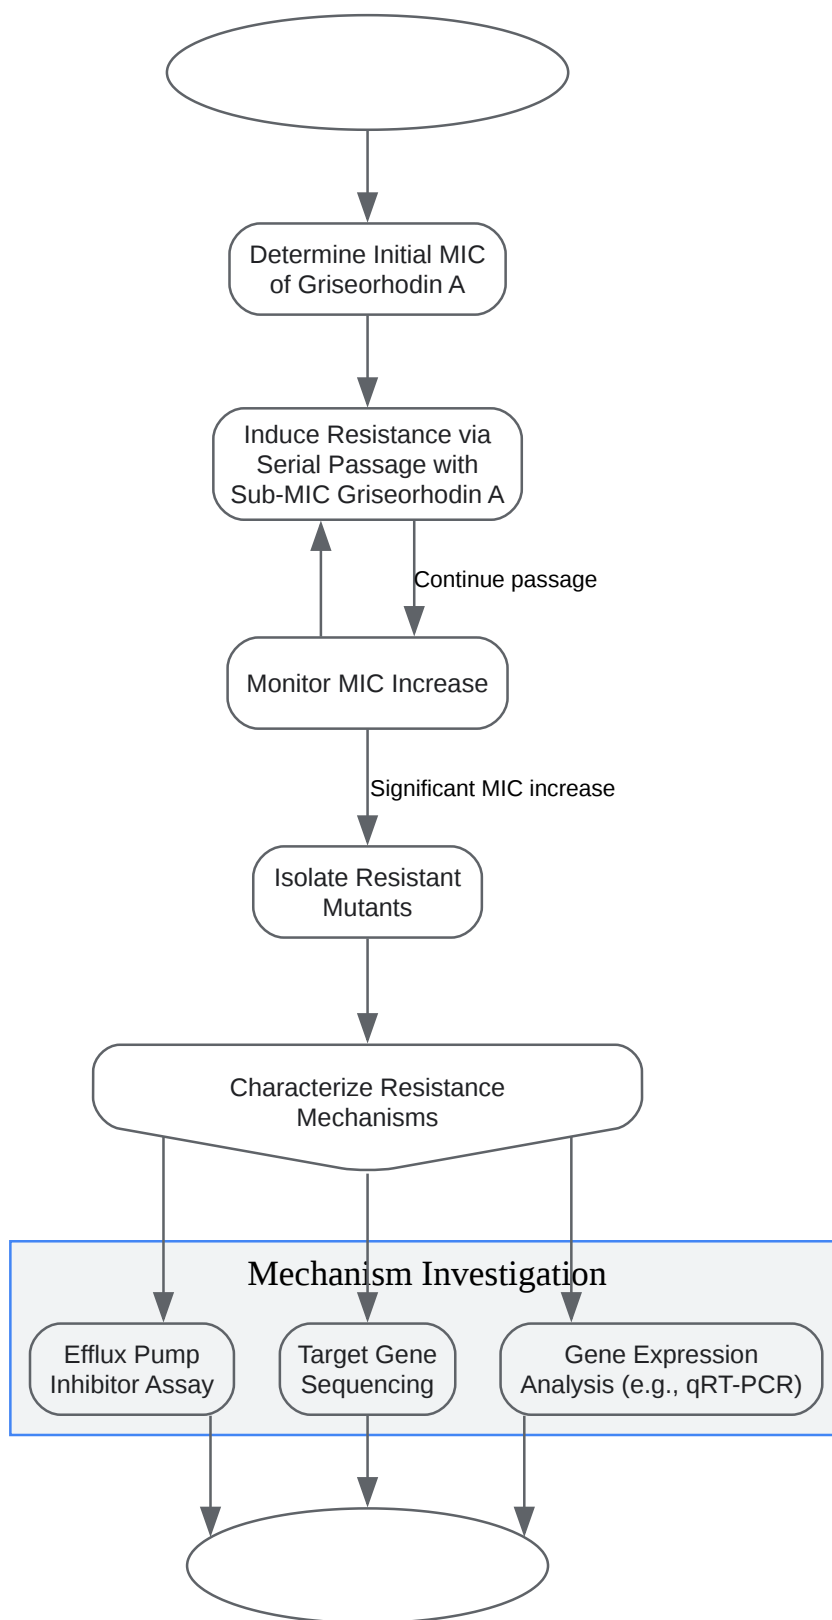 Determine Initial MIC
of Griseorhodin A
Induce Resistance via
Serial Passage with
Sub-MIC Griseorhodin A
Continue passage
Monitor MIC Increase
Significant MIC increase
Isolate Resistant
Mutants
Characterize Resistance
Mechanisms
Mechanism Investigation
Efflux Pump
Inhibitor Assay
Target Gene
Sequencing
Gene Expression
Analysis (e.g., qRT-PCR)